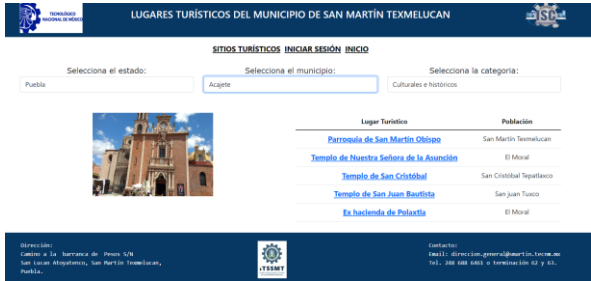 TECNOLÓGICO
NACIONAL DE MÉXICO
LUGARES TURÍSTICOS DEL MUNICIPIO DE SAN MARTÍN TEXMELUCAN
ISC
SITIOS TURÍSTICOS INICIAR SESIÓN INICIO
Selecciona el estado: Selecciona el municipio: Selecciona la categoria:
Puebla Acajete Culturales e históricos
Lugar Turístico Población
Parroquia de San Martín Obispo San Martín Texmelucan
Templo de Nuestra Señora de la Asunción El Moral
Templo de San Cristóbal San Cristóbal Tepatlaxco
Templo de San Juan Bautista San juan Tuxco
Ex hacienda de Polaxtla El Moral
Dirección:
Camino a la barranca de Pesos S/N
San Lucas Atoyatenco, San Martín Texmelucan,
Puebla.
ITSSMT
Contacto:
Email: direccion.general@smartin.tecnm.mx
Tel. 248 688 terminación 62 y 63.